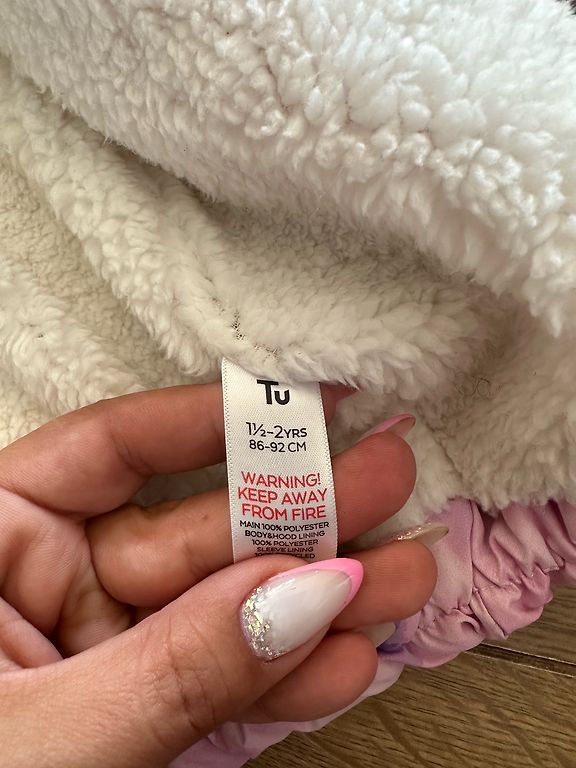 Tu
1½-2YRS
86-92 CM
WARNING!
KEEP AWAY
FROM FIRE
MAIN 100% POLYESTER
BODY&HOOD LINING
100% POLYESTER
SLEEVE LINING